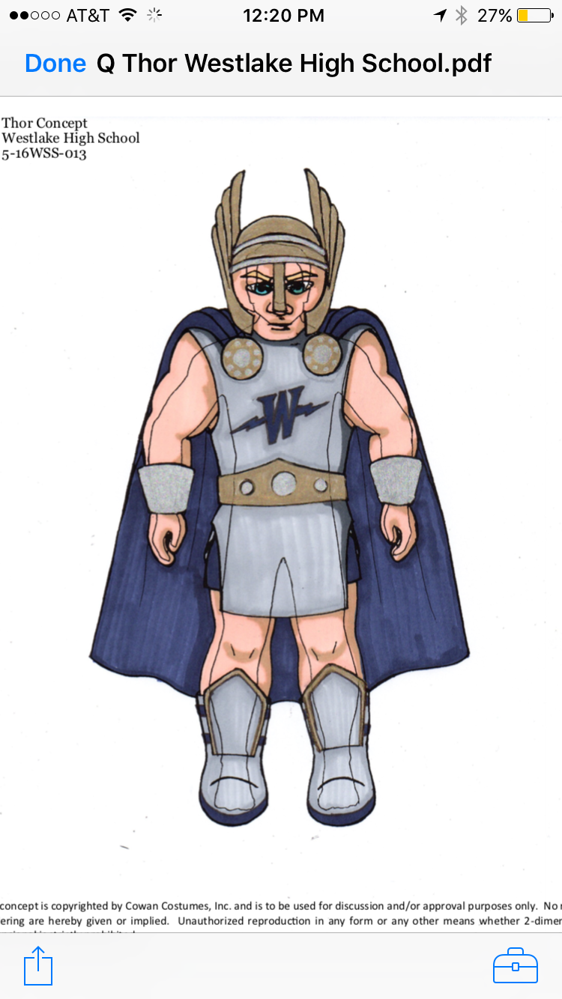 AT&T 12:20 PM 27%
Done Q Thor Westlake High School.pdf
Thor Concept
Westlake High School
5-16WSS-013
W
concept is copyrighted by Cowan Costumes, Inc. and is to be used for discussion and/or approval purposes only. No
ering are hereby given or implied. Unauthorized reproduction in any form or any other means whether 2-dimer